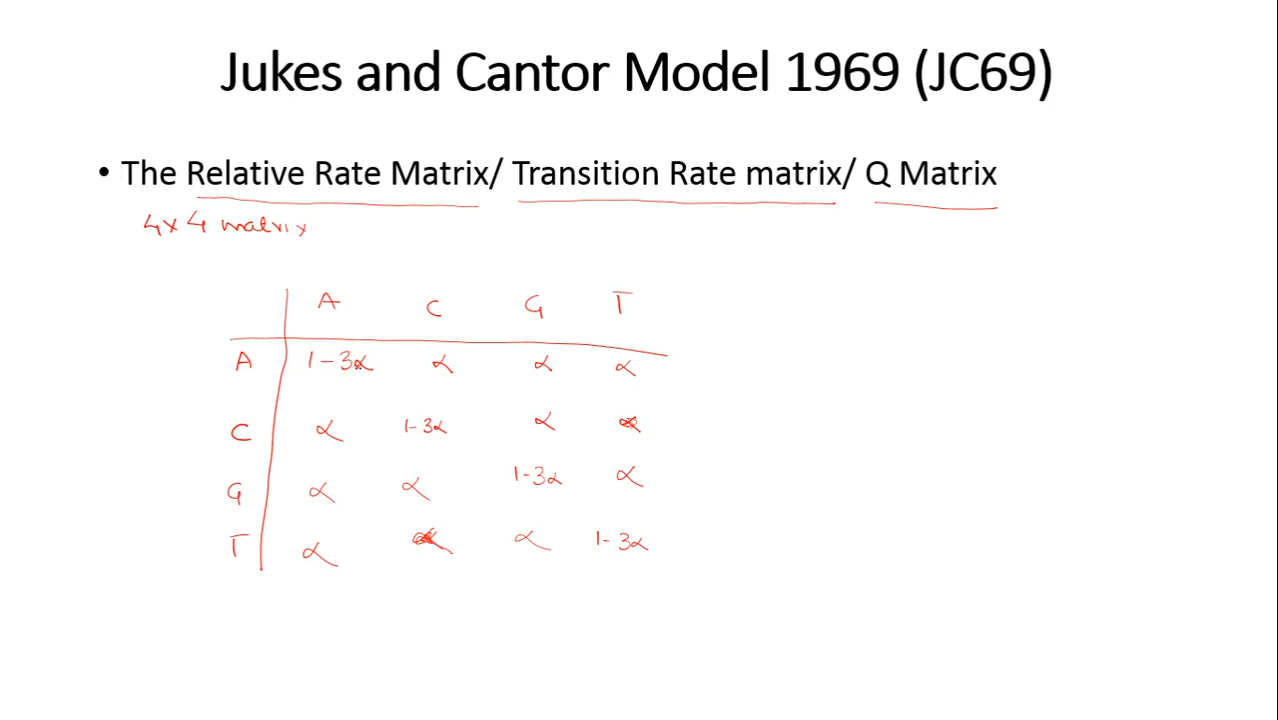 Jukes and Cantor Model 1969 (JC69)
• The Relative Rate Matrix/ Transition Rate matrix/ Q Matrix
4x4 matrix
A C G T
A 1-3α α α α
C α 1-3α α α
G α α 1-3α α
T α α α 1-3α